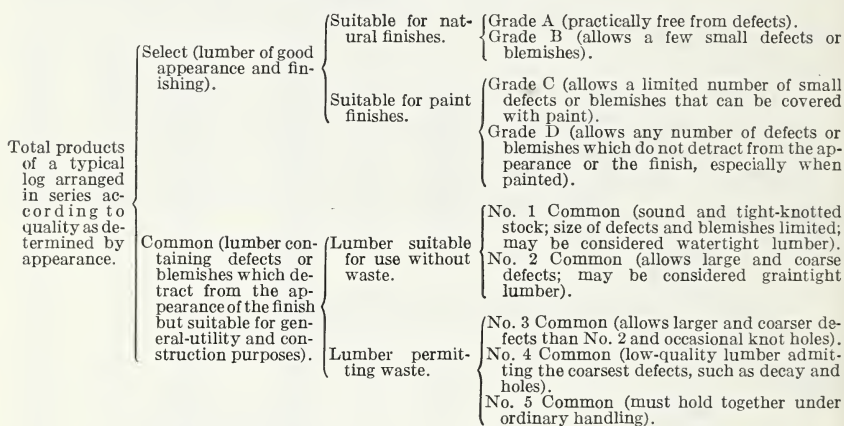 Total products
of a typical
log arranged
in series ac-
cording to
quality as de-
termined by
appearance.
Select (lumber of good
appearance and fin-
ishing).
Suitable for nat-
ural finishes.
Grade A (practically free from defects).
Grade B (allows a few small defects or
blemishes).
Suitable for paint
finishes.
Grade C (allows a limited number of small
defects or blemishes that can be covered
with paint).
Grade D (allows any number of defects or
blemishes which do not detract from the ap-
pearance or the finish, especially when
painted).
Common (lumber con-
taining defects or
blemishes which de-
tract from the ap-
pearance of the finish
but suitable for gen-
eral-utility and con-
struction purposes).
Lumber suitable
for use without
waste.
No. 1 Common (sound and tight-knotted
stock; size of defects and blemishes limited;
may be considered watertight lumber).
No. 2 Common (allows large and coarse
defects; may be considered graintight
lumber).
Lumber permit-
ting waste.
No. 3 Common (allows larger and coarser de-
fects than No. 2 and occasional knot holes).
No. 4 Common (low-quality lumber admit-
ting the coarsest defects, such as decay and
holes).
No. 5 Common (must hold together under
ordinary handling).